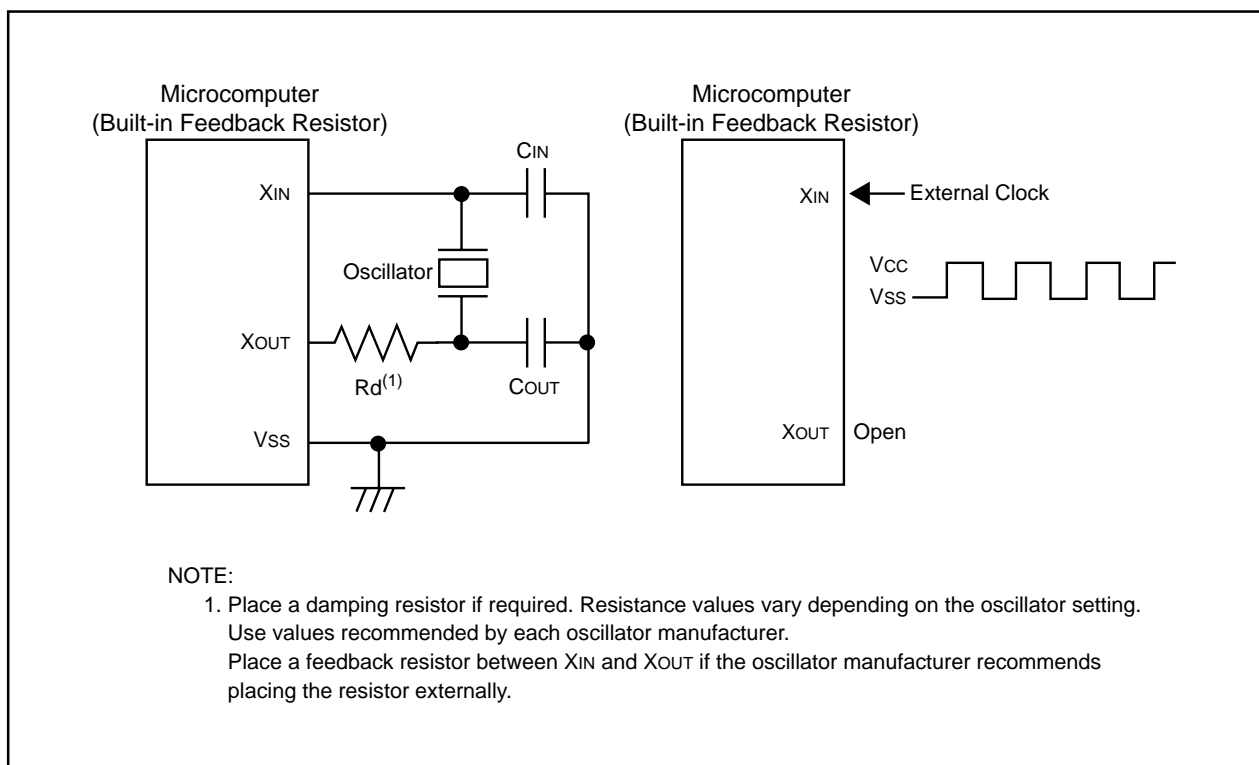 Microcomputer
(Built-in Feedback Resistor)
XIN
CIN
Oscillator
XOUT
Rd(1)
COUT
VSS
Microcomputer
(Built-in Feedback Resistor)
XIN
External Clock
VCC
VSS
XOUT
Open
NOTE:
1. Place a damping resistor if required. Resistance values vary depending on the oscillator setting.
Use values recommended by each oscillator manufacturer.
Place a feedback resistor between XIN and XOUT if the oscillator manufacturer recommends
placing the resistor externally.